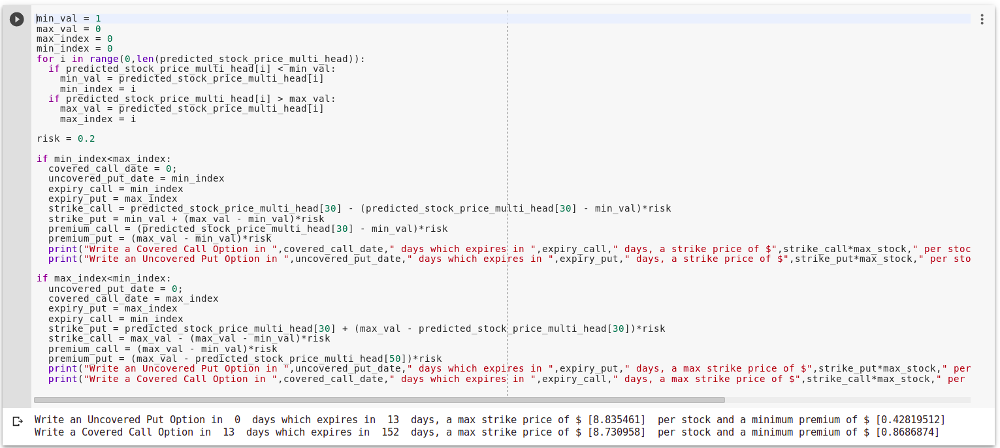 min_val = 1
max_val = 0
max_index = 0
min_index = 0
for i in range(0,len(predicted_stock_price_multi_head)):
  if predicted_stock_price_multi_head[i] < min_val:
    min_val = predicted_stock_price_multi_head[i]
    min_index = i
  if predicted_stock_price_multi_head[i] > max_val:
    max_val = predicted_stock_price_multi_head[i]
    max_index = i
risk = 0.2
if min_index<max_index:
  covered_call_date = 0;
  uncovered_put_date = min_index
  expiry_call = min_index
  expiry_put = max_index
  strike_call = predicted_stock_price_multi_head[30] - (predicted_stock_price_multi_head[30] - min_val)*risk
  strike_put = min_val + (max_val - min_val)*risk
  premium_call = (predicted_stock_price_multi_head[30] - min_val)*risk
  premium_put = (max_val - min_val)*risk
  print("Write a Covered Call Option in ",covered_call_date," days which expires in ",expiry_call," days, a strike price of $",strike_call*max_stock," per stoc
  print("Write an Uncovered Put Option in ",uncovered_put_date," days which expires in ",expiry_put," days, a strike price of $",strike_put*max_stock," per sto
if max_index<min_index:
  uncovered_put_date = 0;
  covered_call_date = max_index
  expiry_put = max_index
  expiry_call = min_index
  strike_put = predicted_stock_price_multi_head[30] + (max_val - predicted_stock_price_multi_head[30])*risk
  strike_call = max_val - (max_val - min_val)*risk
  premium_call = (max_val - min_val)*risk
  premium_put = (max_val - predicted_stock_price_multi_head[50])*risk
  print("Write an Uncovered Put Option in ",uncovered_put_date," days which expires in ",expiry_put," days, a max strike price of $",strike_put*max_stock," per
  print("Write a Covered Call Option in ",covered_call_date," days which expires in ",expiry_call," days, a max strike price of $",strike_call*max_stock," per
Write an Uncovered Put Option in  0  days which expires in  13  days, a max strike price of $ [8.835461]  per stock and a minimum premium of $ [0.42819512]
Write a Covered Call Option in  13  days which expires in  152  days, a max strike price of $ [8.730958]  per stock and a minimum premium of $ [0.8686874]